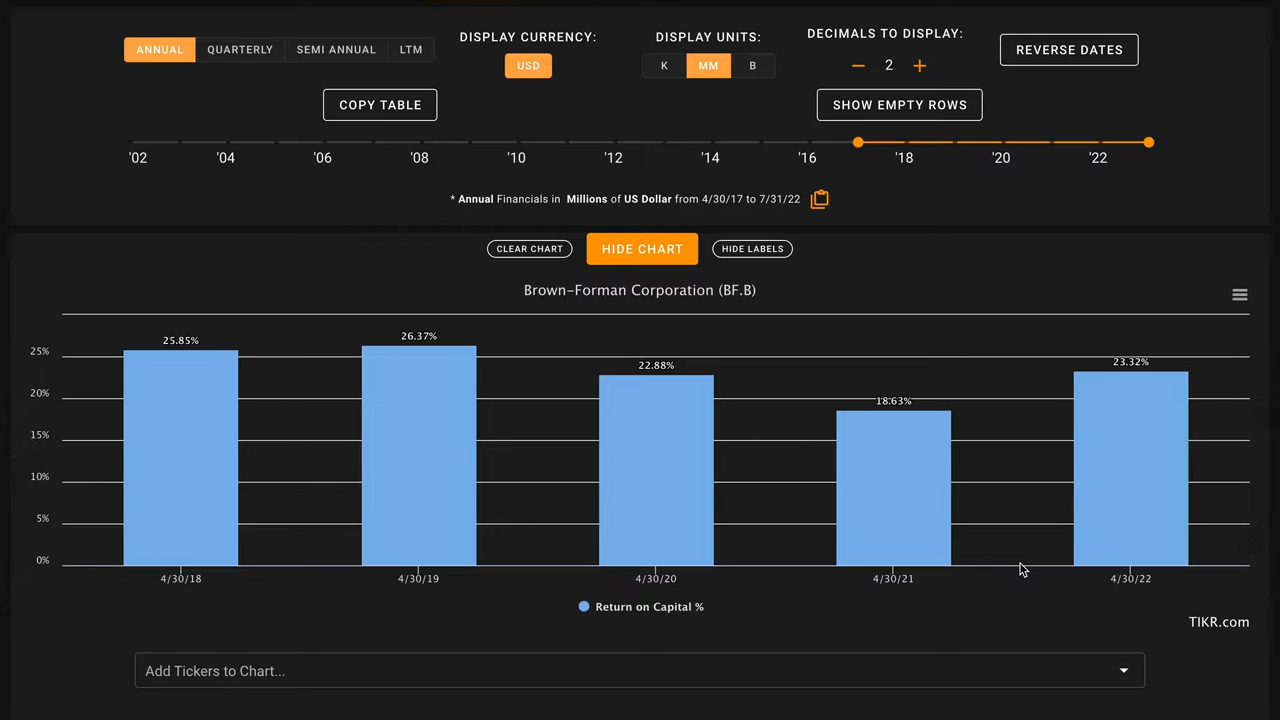 ANNUAL QUARTERLY SEMI ANNUAL LTM
DISPLAY CURRENCY:
USD
DISPLAY UNITS:
K MM B
DECIMALS TO DISPLAY:
− 2 +
REVERSE DATES
COPY TABLE
SHOW EMPTY ROWS
'02 '04 '06 '08 '10 '12 '14 '16 '18 '20 '22
* Annual Financials in Millions of US Dollar from 4/30/17 to 7/31/22
CLEAR CHART HIDE CHART HIDE LABELS
Brown-Forman Corporation (BF.B)
25%
20%
15%
10%
5%
0%
25.85% 26.37% 22.88% 18.63% 23.32%
4/30/18 4/30/19 4/30/20 4/30/21 4/30/22
Return on Capital %
TIKR.com
Add Tickers to Chart...